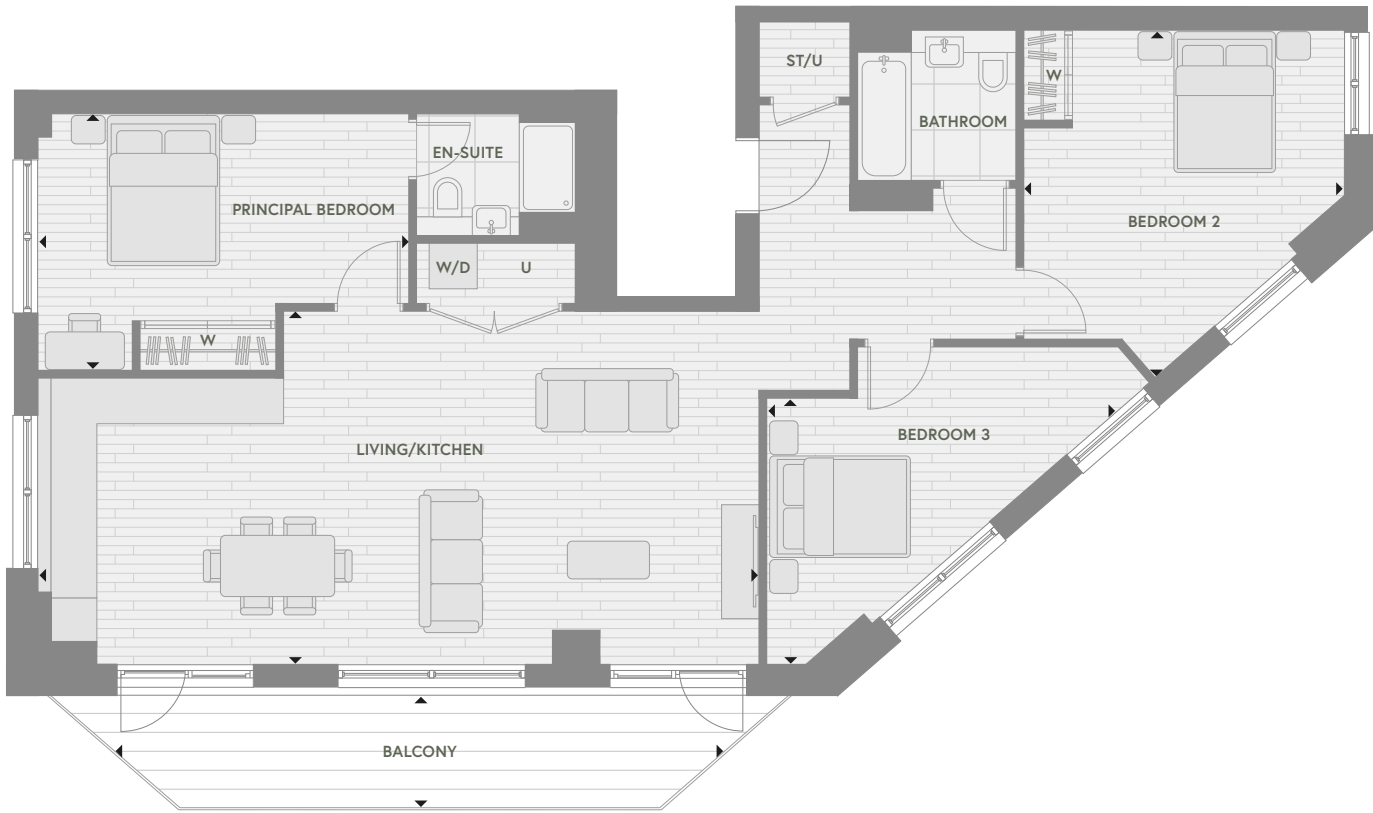 ST/U
W
BATHROOM
EN-SUITE
PRINCIPAL BEDROOM
BEDROOM 2
W/D
U
W
BEDROOM 3
LIVING/KITCHEN
BALCONY